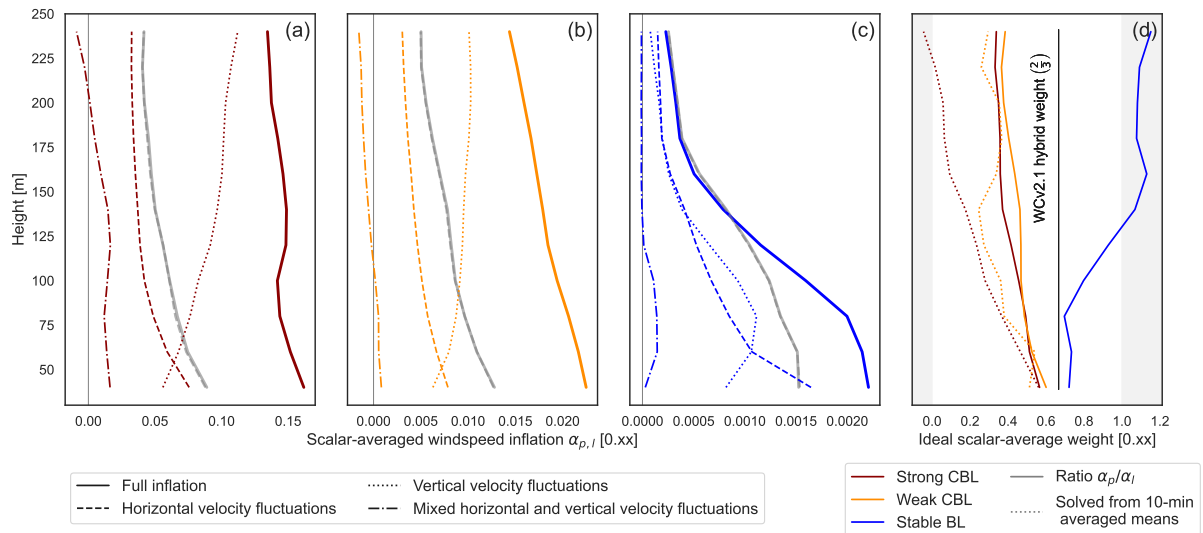 (a)
(b)
(c)
(d)
250
225
200
175
150
125
100
75
50
Height [m]
WCv2.1 hybrid weight (2/3)
0.00 0.05 0.10 0.15
0.000 0.005 0.010 0.015 0.020
0.0000 0.0005 0.0010 0.0015 0.0020
0.0 0.2 0.4 0.6 0.8 1.0 1.2
Scalar-averaged windspeed inflation αp, l [0.xx]
Ideal scalar-average weight [0.xx]
Full inflation
Horizontal velocity fluctuations
Vertical velocity fluctuations
Mixed horizontal and vertical velocity fluctuations
Strong CBL
Weak CBL
Stable BL
Ratio αp/αl
Solved from 10-min
averaged means